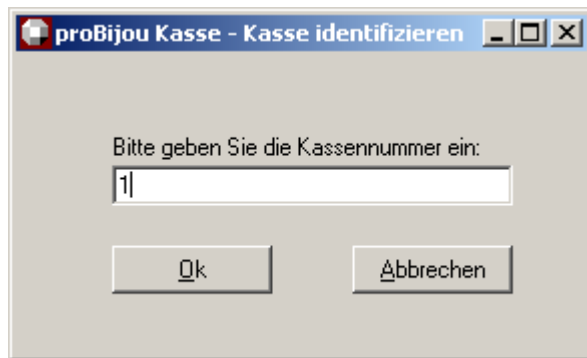 proBijou Kasse - Kasse identifizieren
Bitte geben Sie die Kassennummer ein:
1
Ok
Abbrechen